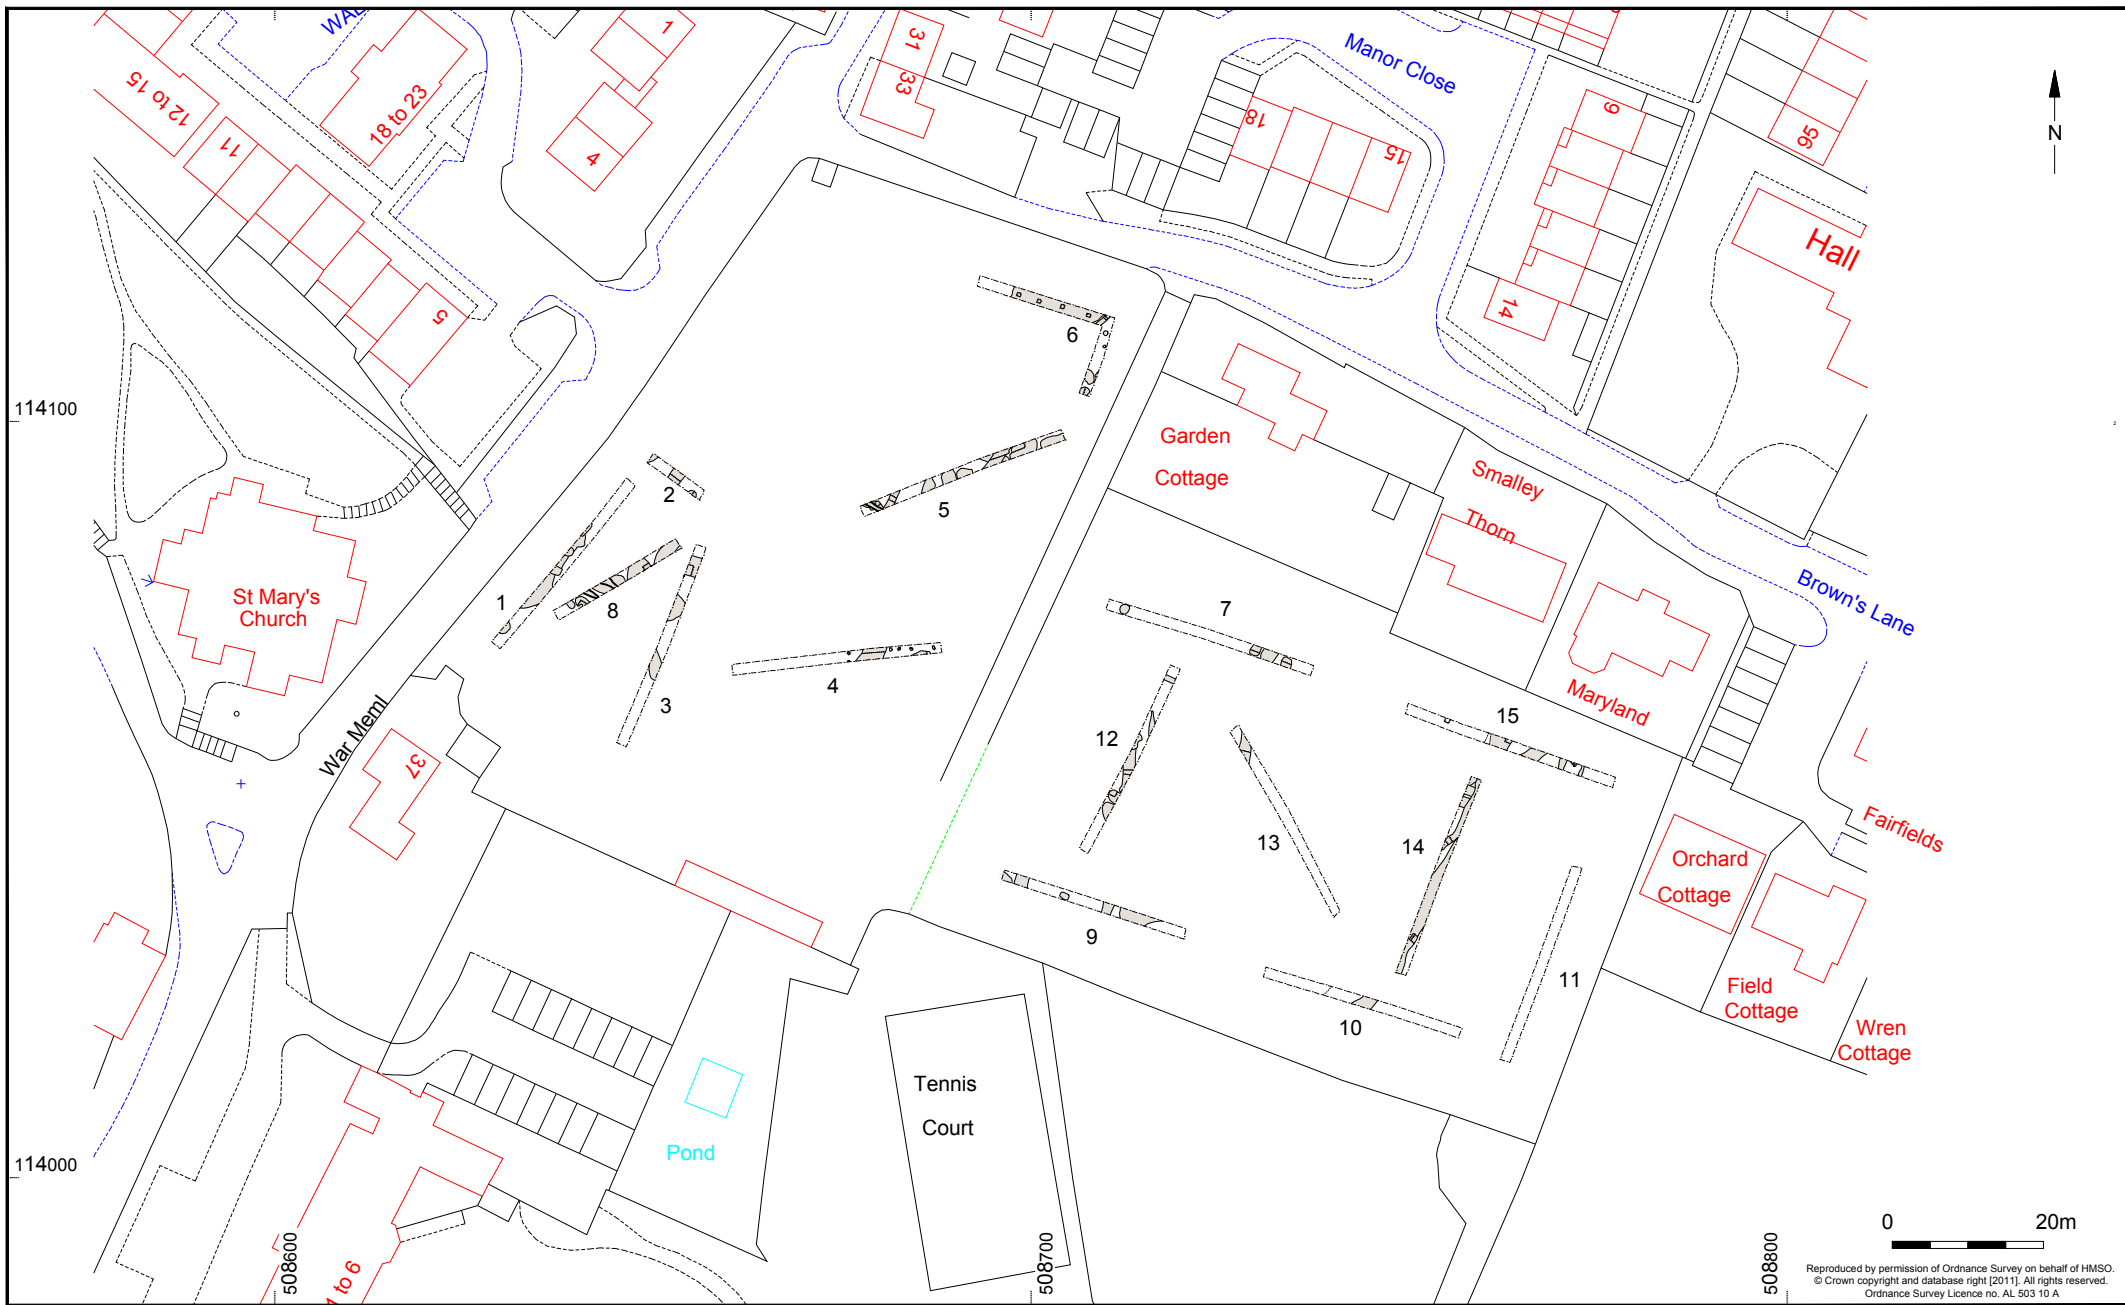 1
31
33
Manor Close
12 to 15
18 to 23
11
4
18
15
9
95
N
Hall
14
5
6
114100
Garden
Cottage
Smalley
Thorn
2
5
St Mary's
Church
1
8
7
Brown's Lane
3
4
Maryland
15
War Meml
37
12
13
14
Orchard
Cottage
Fairfields
9
10
11
Field
Cottage
Wren
Cottage
Tennis
Court
Pond
114000
508600
508700
508800
0 20m
Reproduced by permission of Ordnance Survey on behalf of HMSO.
© Crown copyright and database right [2011]. All rights reserved.
Ordnance Survey Licence no. AL 503 10 A